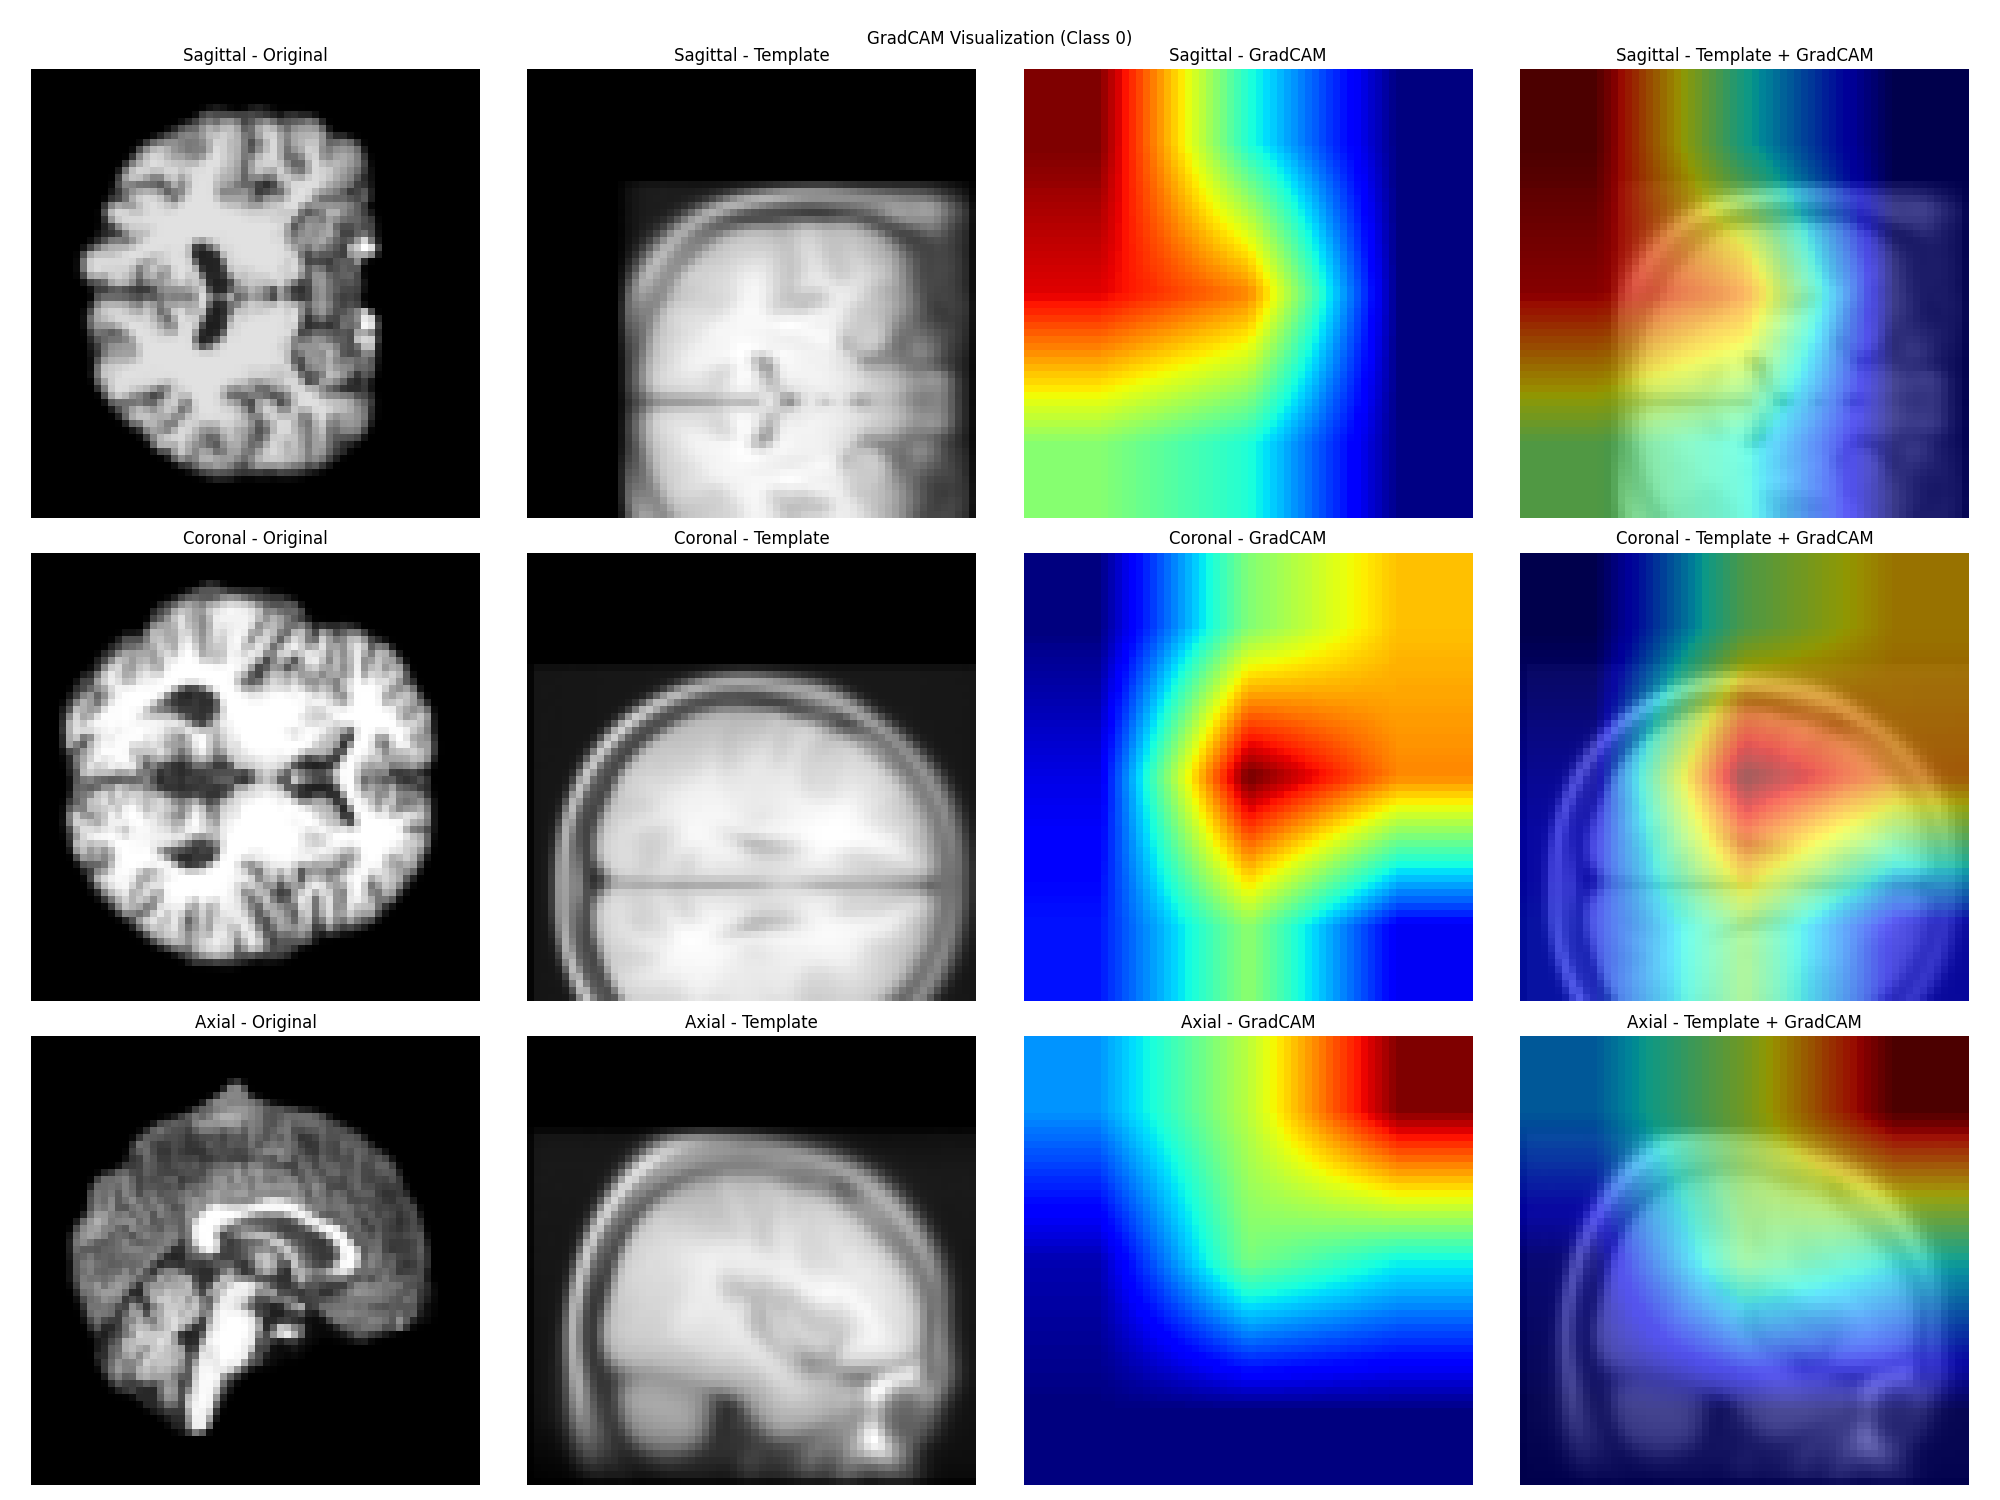 GradCAM Visualization (Class 0)
Sagittal - Original
Sagittal - Template
Sagittal - GradCAM
Sagittal - Template + GradCAM
Coronal - Original
Coronal - Template
Coronal - GradCAM
Coronal - Template + GradCAM
Axial - Original
Axial - Template
Axial - GradCAM
Axial - Template + GradCAM